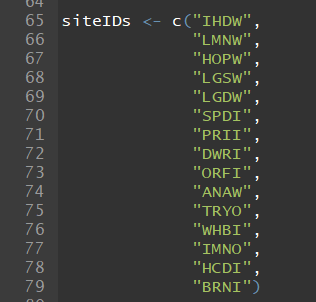 65 siteIDs <- c("IHDW",
66 "LMNW",
67 "HOPW",
68 "LGSW",
69 "LGDW",
70 "SPDI",
71 "PRII",
72 "DWRI",
73 "ORFI",
74 "ANAW",
75 "TRYO",
76 "WHBI",
77 "IMNO",
78 "HCDI",
79 "BRNI")